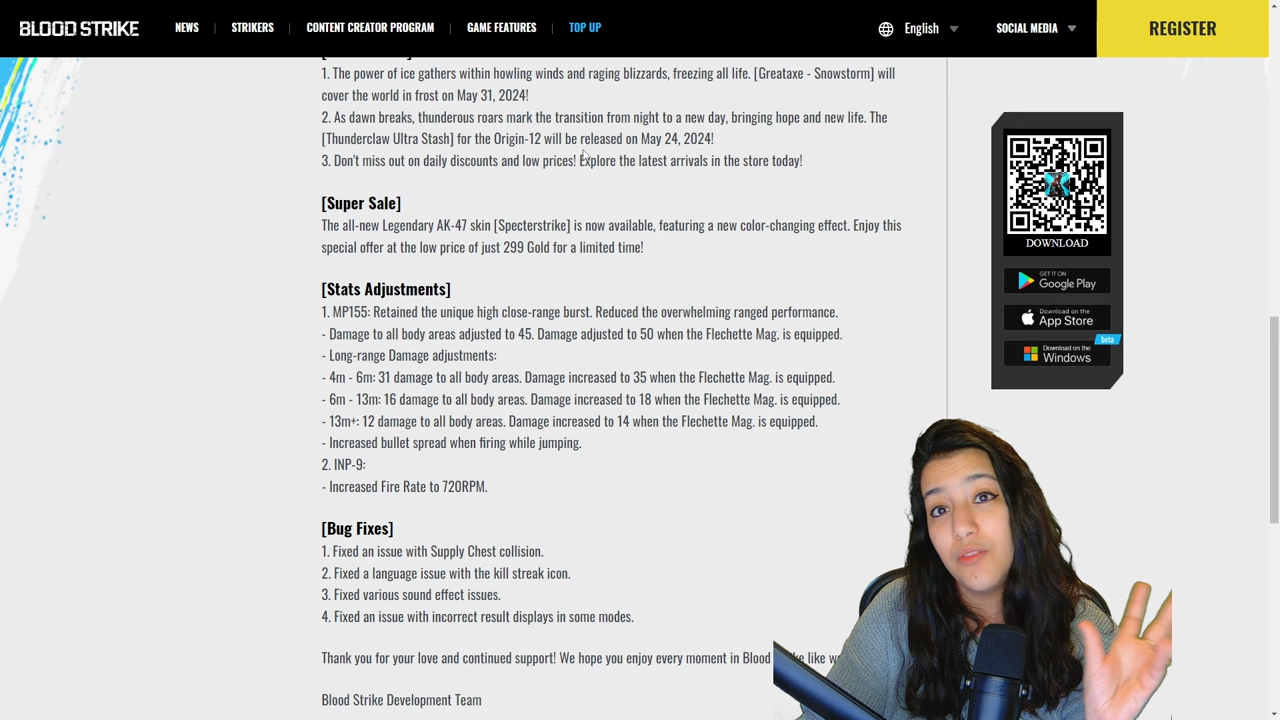 BLOOD STRIKE
NEWS
STRIKERS
CONTENT CREATOR PROGRAM
GAME FEATURES
TOP UP
English
SOCIAL MEDIA
REGISTER
1. The power of ice gathers within howling winds and raging blizzards, freezing all life. [Greataxe - Snowstorm] will
cover the world in frost on May 31, 2024!
2. As dawn breaks, thunderous roars mark the transition from night to a new day, bringing hope and new life. The
[Thunderclaw Ultra Stash] for the Origin-12 will be released on May 24, 2024!
3. Don't miss out on daily discounts and low prices! Explore the latest arrivals in the store today!
[Super Sale]
The all-new Legendary AK-47 skin [Specterstrike] is now available, featuring a new color-changing effect. Enjoy this
special offer at the low price of just 299 Gold for a limited time!
[Stats Adjustments]
1. MP155: Retained the unique high close-range burst. Reduced the overwhelming ranged performance.
- Damage to all body areas adjusted to 45. Damage adjusted to 50 when the Flechette Mag. is equipped.
- Long-range Damage adjustments:
- 4m - 6m: 31 damage to all body areas. Damage increased to 35 when the Flechette Mag. is equipped.
- 6m - 13m: 16 damage to all body areas. Damage increased to 18 when the Flechette Mag. is equipped.
- 13m+: 12 damage to all body areas. Damage increased to 14 when the Flechette Mag. is equipped.
- Increased bullet spread when firing while jumping.
2. INP-9:
- Increased Fire Rate to 720RPM.
[Bug Fixes]
1. Fixed an issue with Supply Chest collision.
2. Fixed a language issue with the kill streak icon.
3. Fixed various sound effect issues.
4. Fixed an issue with incorrect result displays in some modes.
Thank you for your love and continued support! We hope you enjoy every moment in Blood like
Blood Strike Development Team
DOWNLOAD
GET IT ON
Google Play
Download on the
App Store
beta
Download on the
Windows